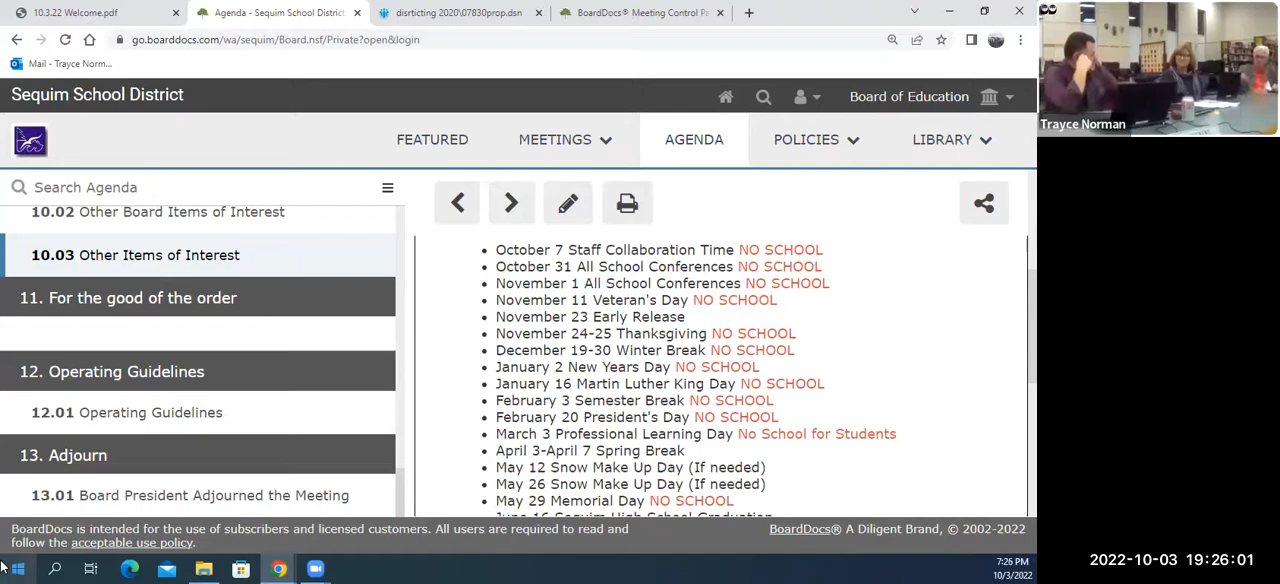 10.3.22 Welcome.pdf
Agenda - Sequim School District
disrticting 2020\07830prop.dsn
BoardDocs® Meeting Control Pa
go.boarddocs.com/wa/sequim/Board.nsf/Private?open&login
Mail - Trayce Norm...
Sequim School District
Board of Education
FEATURED
MEETINGS
AGENDA
POLICIES
LIBRARY
Search Agenda
10.02 Other Board Items of Interest
10.03 Other Items of Interest
11. For the good of the order
12. Operating Guidelines
12.01 Operating Guidelines
13. Adjourn
13.01 Board President Adjourned the Meeting
October 7 Staff Collaboration Time NO SCHOOL
October 31 All School Conferences NO SCHOOL
November 1 All School Conferences NO SCHOOL
November 11 Veteran's Day NO SCHOOL
November 23 Early Release
November 24-25 Thanksgiving NO SCHOOL
December 19-30 Winter Break NO SCHOOL
January 2 New Years Day NO SCHOOL
January 16 Martin Luther King Day NO SCHOOL
February 3 Semester Break NO SCHOOL
February 20 President's Day NO SCHOOL
March 3 Professional Learning Day No School for Students
April 3-April 7 Spring Break
May 12 Snow Make Up Day (If needed)
May 26 Snow Make Up Day (If needed)
May 29 Memorial Day NO SCHOOL
June 16 Sequim High School Graduation
BoardDocs is intended for the use of subscribers and licensed customers. All users are required to read and
follow the acceptable use policy.
BoardDocs® A Diligent Brand, © 2002-2022
7:26 PM
10/3/2022
Trayce Norman
2022-10-03 19:26:01